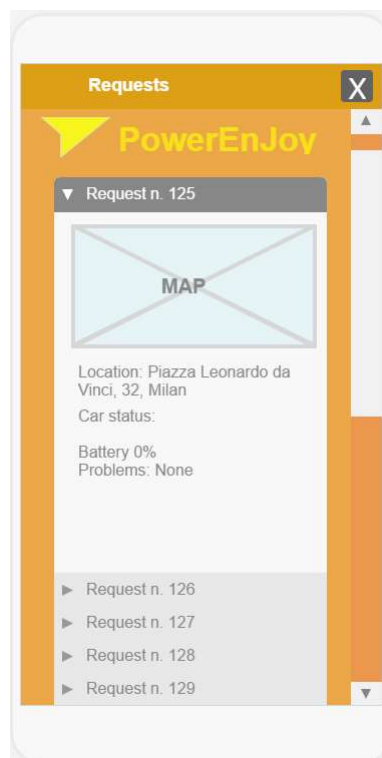 Requests
X
PowerEnJoy
Request n. 125
MAP
Location: Piazza Leonardo da
Vinci, 32, Milan
Car status:
Battery 0%
Problems: None
Request n. 126
Request n. 127
Request n. 128
Request n. 129